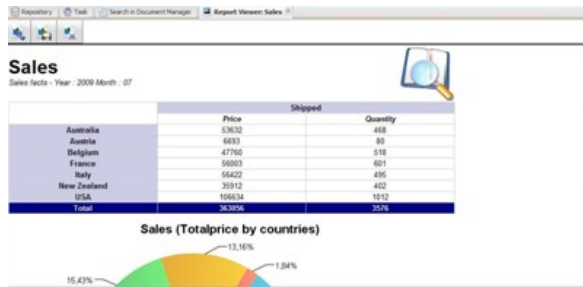 Repository Task Search in Document Manager Report Viewer: Sales
Sales
Sales facts - Year : 2009 Month : 07
Shipped
Price Quantity
Australia 53632 468
Austria 6693 80
Belgium 47760 518
France 56003 601
Italy 56422 495
New Zealand 35912 402
USA 106634 1012
Total 363056 3576
Sales (Totalprice by countries)
13,16%
1,84%
15,43%